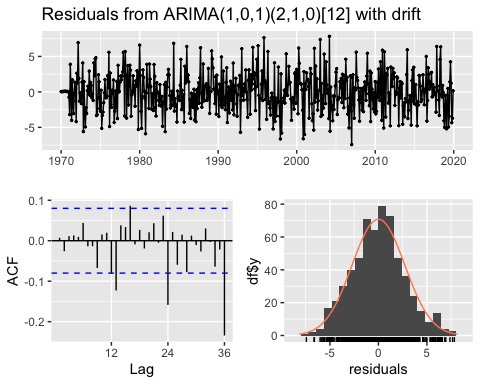 Residuals from ARIMA(1,0,1)(2,1,0)[12] with drift
5
0
-5
1970 1980 1990 2000 2010 2020
0.1
0.0
-0.1
-0.2
ACF
12 24 36
Lag
80
60
40
20
0
df$y
-5 0 5
residuals